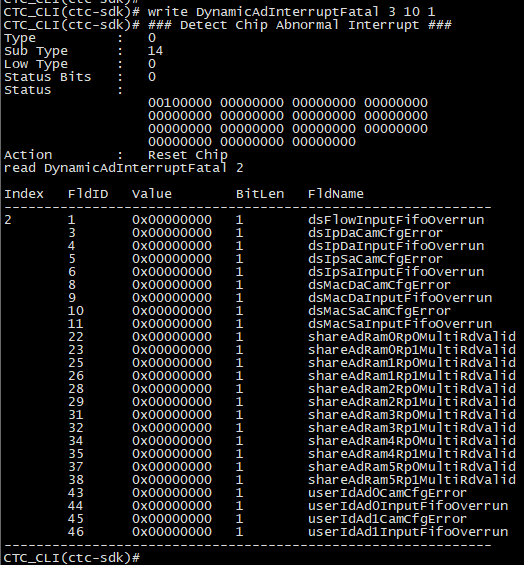 CTC_CLI(ctc-sdk)#
CTC_CLI(ctc-sdk)# write DynamicAdInterruptFatal 3 10 1
CTC_CLI(ctc-sdk)# ### Detect Chip Abnormal Interrupt ###
Type : 0
Sub Type : 14
Low Type : 0
Status Bits : 0
Status :
00100000 00000000 00000000 00000000
00000000 00000000 00000000 00000000
00000000 00000000 00000000 00000000
00000000 00000000 00000000
Action : Reset Chip
read DynamicAdInterruptFatal 2
Index FldID Value BitLen FldName
-------------------------------------------------------------
2 1 0x00000000 1 dsFlowInputFifoOverrun
3 0x00000000 1 dsIpDaCamCfgError
4 0x00000000 1 dsIpDaInputFifoOverrun
5 0x00000000 1 dsIpSaCamCfgError
6 0x00000000 1 dsIpSaInputFifoOverrun
8 0x00000000 1 dsMacDaCamCfgError
9 0x00000000 1 dsMacDaInputFifoOverrun
10 0x00000000 1 dsMacSaCamCfgError
11 0x00000000 1 dsMacSaInputFifoOverrun
22 0x00000000 1 shareAdRam0Rp0MultiRdValid
23 0x00000000 1 shareAdRam0Rp1MultiRdValid
25 0x00000000 1 shareAdRam1Rp0MultiRdValid
26 0x00000000 1 shareAdRam1Rp1MultiRdValid
28 0x00000000 1 shareAdRam2Rp0MultiRdValid
29 0x00000000 1 shareAdRam2Rp1MultiRdValid
31 0x00000000 1 shareAdRam3Rp0MultiRdValid
32 0x00000000 1 shareAdRam3Rp1MultiRdValid
34 0x00000000 1 shareAdRam4Rp0MultiRdValid
35 0x00000000 1 shareAdRam4Rp1MultiRdValid
37 0x00000000 1 shareAdRam5Rp0MultiRdValid
38 0x00000000 1 shareAdRam5Rp1MultiRdValid
43 0x00000000 1 userIdAd0CamCfgError
44 0x00000000 1 userIdAd0InputFifoOverrun
45 0x00000000 1 userIdAd1CamCfgError
46 0x00000000 1 userIdAd1InputFifoOverrun
-------------------------------------------------------------
CTC_CLI(ctc-sdk)#